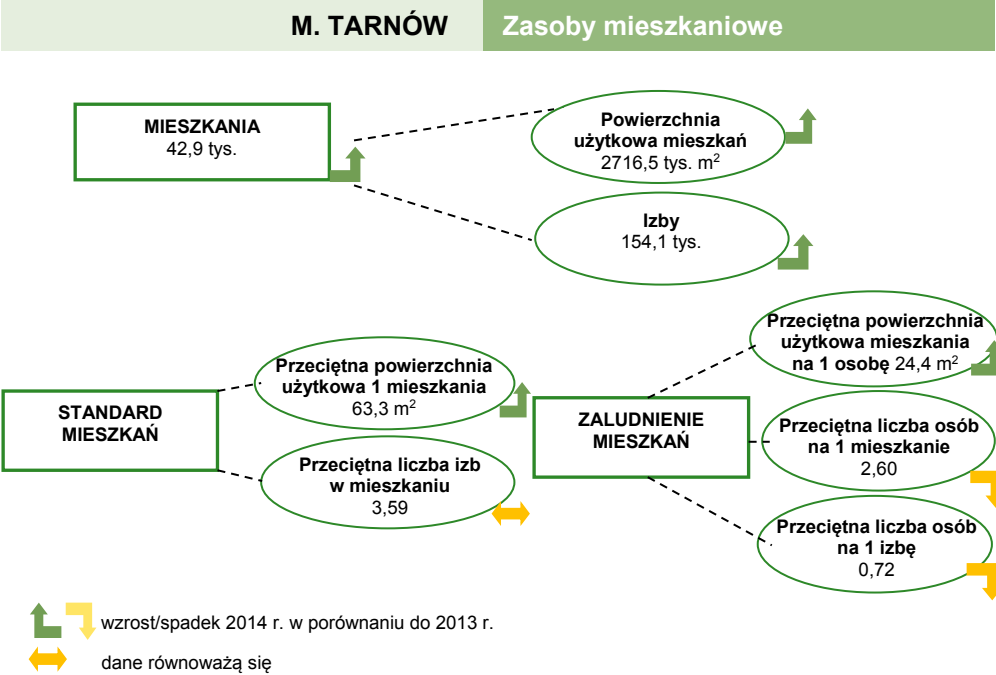 M. TARNÓW Zasoby mieszkaniowe
MIESZKANIA
42,9 tys.
Powierzchnia
użytkowa mieszkań
2716,5 tys. m²
Izby
154,1 tys.
STANDARD
MIESZKAŃ
Przeciętna powierzchnia
użytkowa 1 mieszkania
63,3 m²
Przeciętna liczba izb
w mieszkaniu
3,59
ZALUDNIENIE
MIESZKAŃ
Przeciętna powierzchnia
użytkowa mieszkania
na 1 osobę 24,4 m²
Przeciętna liczba osób
na 1 mieszkanie
2,60
Przeciętna liczba osób
na 1 izbę
0,72
wzrost/spadek 2014 r. w porównaniu do 2013 r.
dane równoważą się